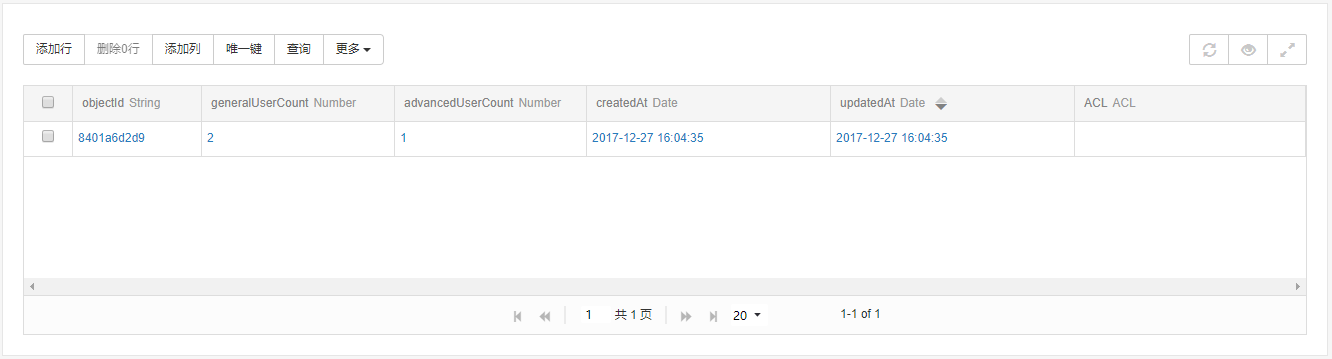 添加行 删除0行 添加列 唯一键 查询 更多
objectId String generalUserCount Number advancedUserCount Number createdAt Date updatedAt Date ACL ACL
8401a6d2d9 2 1 2017-12-27 16:04:35 2017-12-27 16:04:35
1 共 1 页 20 1-1 of 1